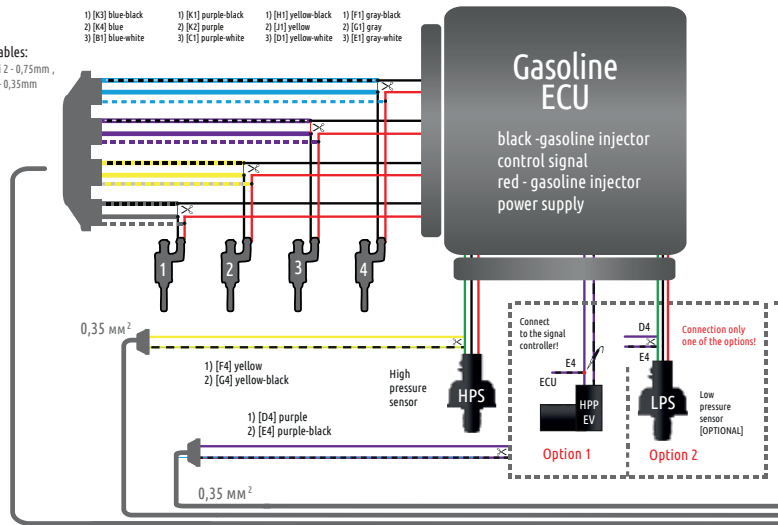 1) [K3] blue-black
2) [K4] blue
3) [B1] blue-white
1) [K1] purple-black
2) [K2] purple
3) [C1] purple-white
1) [H1] yellow-black
2) [J1] yellow
3) [D1] yellow-white
1) [F1] gray-black
2) [G1] gray
3) [E1] gray-white
ables:
i 2 - 0,75mm ,
- 0,35mm
Gasoline
ECU
black -gasoline injector
control signal
red - gasoline injector
power supply
1
2
3
4
0,35 мм²
1) [F4] yellow
2) [G4] yellow-black
High
pressure
sensor
HPS
1) [D4] purple
2) [E4] purple-black
0,35 мм²
Connect
to the signal
controller!
E4
ECU
HPP
EV
Option 1
D4
E4
Connection only
one of the options!
LPS
Low
pressure
sensor
[OPTIONAL]
Option 2